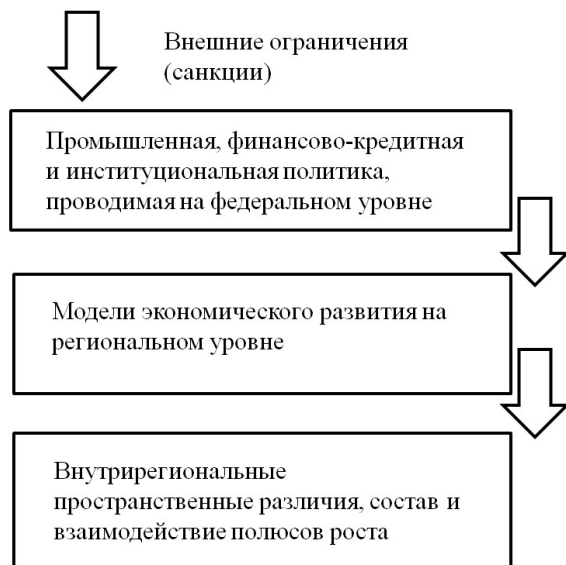 Внешние ограничения
(санкции)
Промышленная, финансово-кредитная
и институциональная политика,
проводимая на федеральном уровне
Модели экономического развития на
региональном уровне
Внутрирегиональные
пространственные различия, состав и
взаимодействие полюсов роста